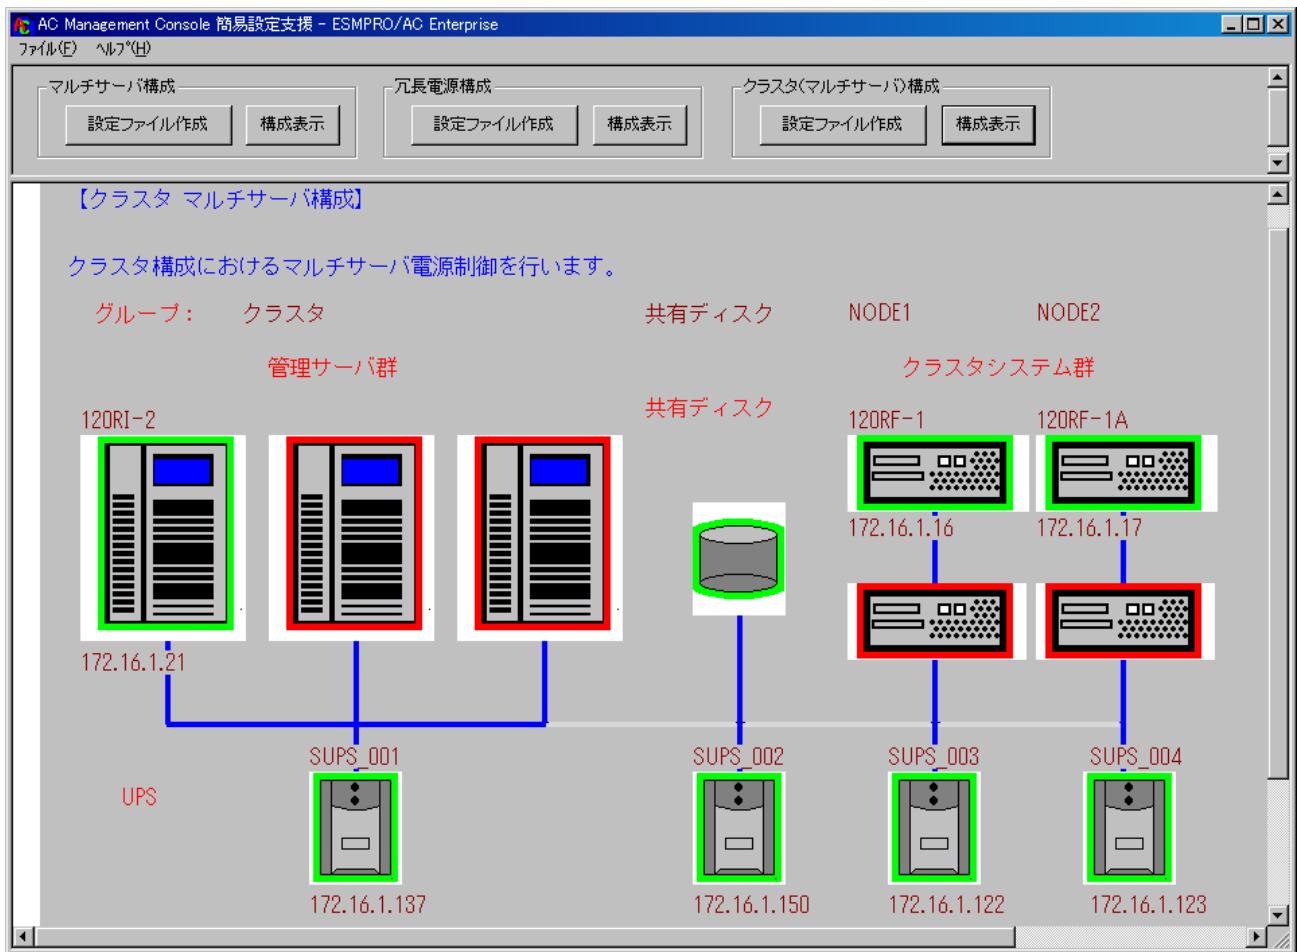 AC Management Console 簡易設定支援 - ESMPRO/AC Enterprise
ファイル(F) ヘルプ(H)
マルチサーバ構成 冗長電源構成 クラスタ(マルチサーバ)構成
設定ファイル作成 構成表示 設定ファイル作成 構成表示 設定ファイル作成 構成表示
【クラスタ マルチサーバ構成】
クラスタ構成におけるマルチサーバ電源制御を行います。
グループ： クラスタ 共有ディスク NODE1 NODE2
管理サーバ群 クラスタシステム群
共有ディスク
120RI-2 120RF-1 120RF-1A
172.16.1.16 172.16.1.17
172.16.1.21
SUPS_001 SUPS_002 SUPS_003 SUPS_004
UPS
172.16.1.137 172.16.1.150 172.16.1.122 172.16.1.123